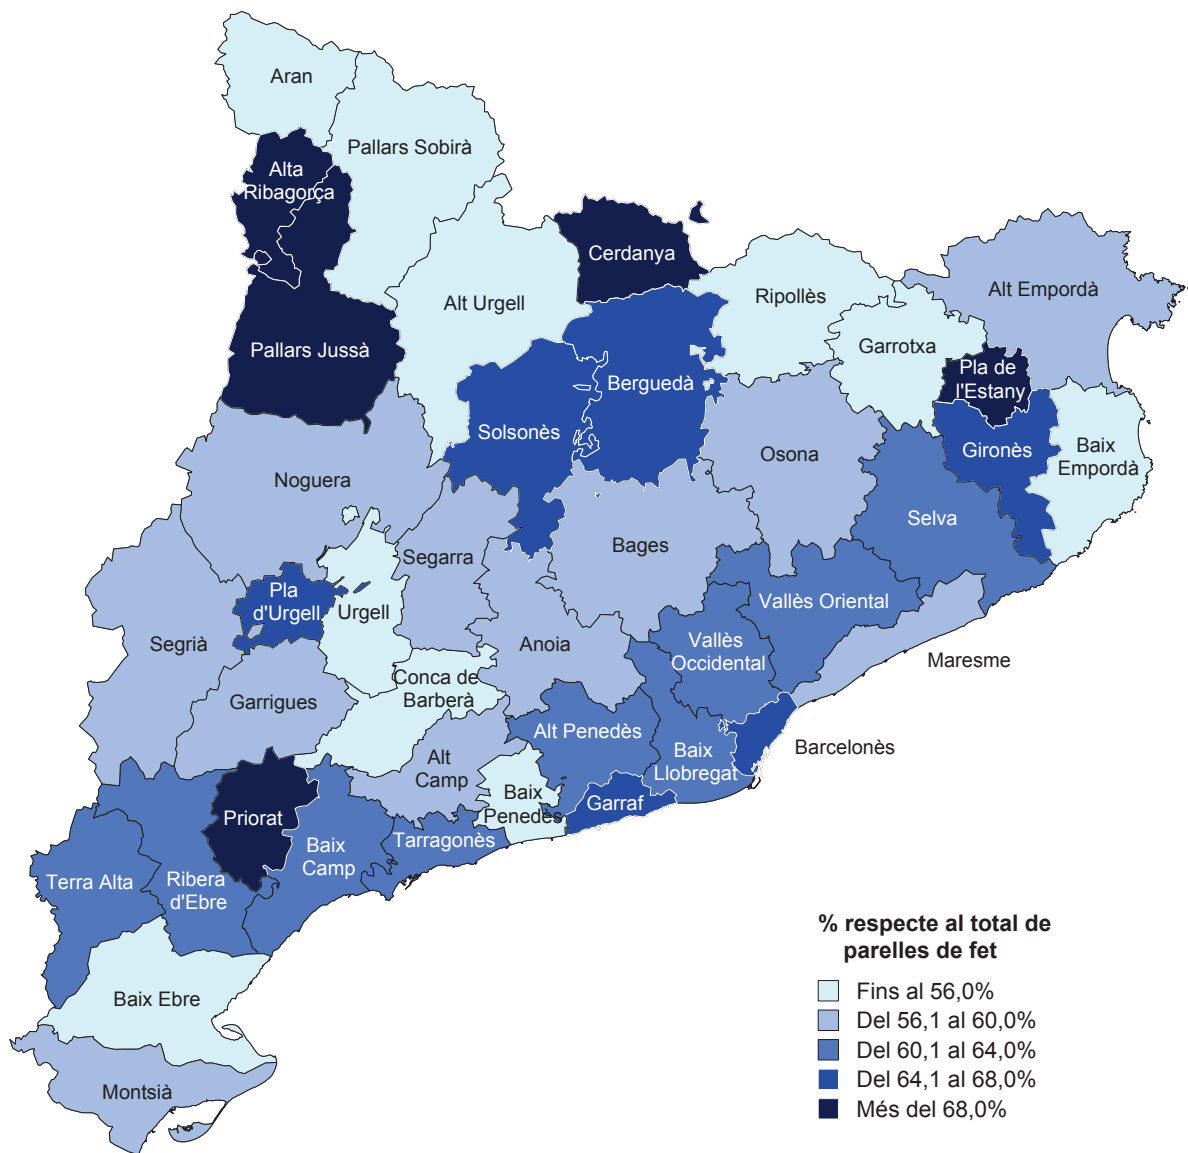 Aran
Pallars Sobirà
Alta
Ribagorça
Cerdanya
Alt Urgell
Ripollès
Alt Empordà
Garrotxa
Pallars Jussà
Pla de
l'Estany
Berguedà
Solsonès
Gironès
Baix
Empordà
Osona
Noguera
Selva
Bages
Segarra
Pla
d'Urgell
Urgell
Vallès Oriental
Segrià
Anoia
Vallès
Occidental
Maresme
Conca de
Barberà
Garrigues
Alt Penedès
Barcelonès
Baix
Llobregat
Alt
Camp
Baix
Penedès
Garraf
Priorat
Baix
Camp
Tarragonès
Terra Alta
Ribera
d'Ebre
Baix Ebre
Montsià
% respecte al total de
parelles de fet
Fins al 56,0%
Del 56,1 al 60,0%
Del 60,1 al 64,0%
Del 64,1 al 68,0%
Més del 68,0%